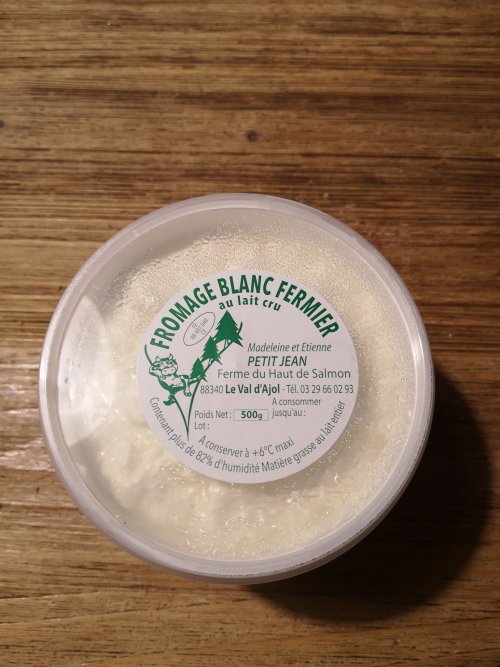 FROMAGE BLANC FERMIER
au lait cru
Madeleine et Etienne
PETIT JEAN
Ferme du Haut de Salmon
88340 Le Val d'Ajol - Tél. 03 29 66 02 93
A consommer
Poids Net : 500g jusqu'au :
Lot :
A conserver à +6°C maxi
Contenant plus de 82% d'humidité Matière grasse au lait entier